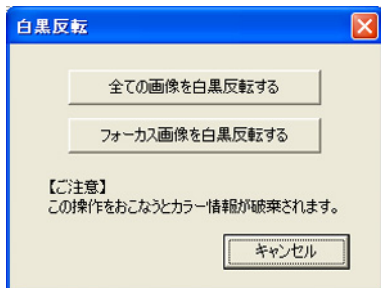 白黒反転
全ての画像を白黒反転する
フォーカス画像を白黒反転する
【ご注意】
この操作をおこなうとカラー情報が破棄されます。
キャンセル